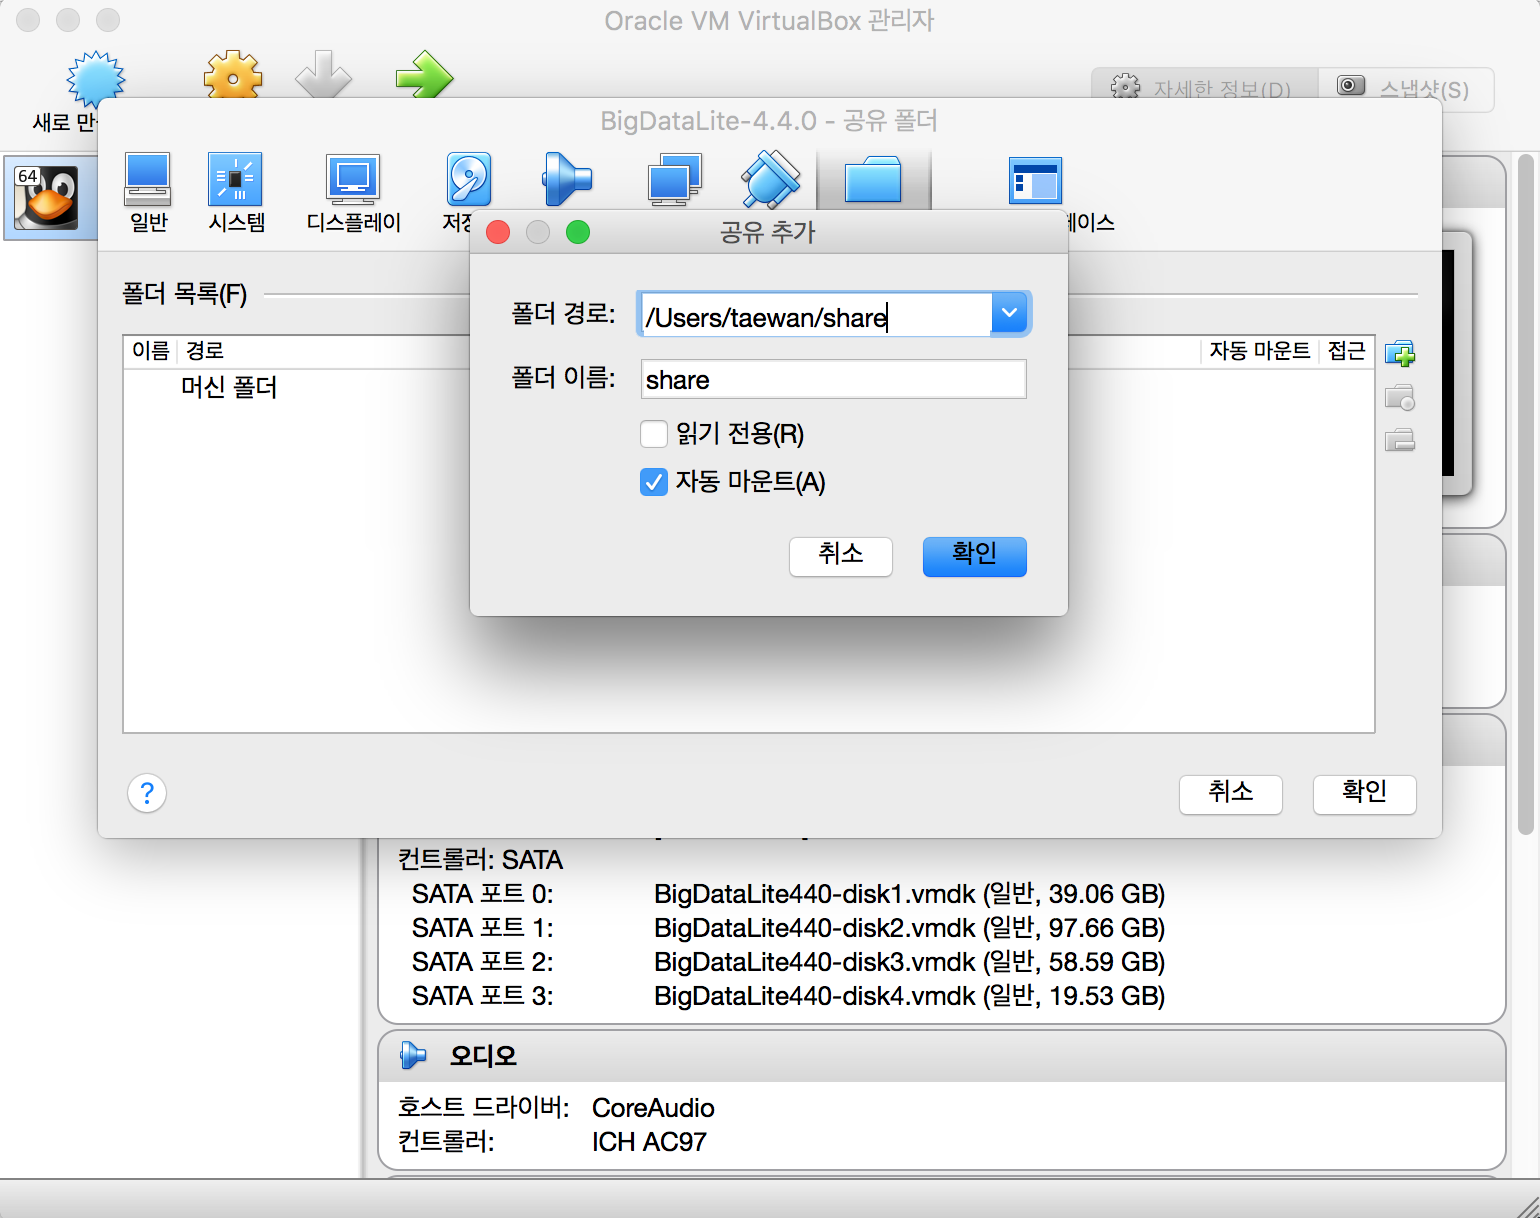 Oracle VM VirtualBox 관리자
새로 만
자세한 정보(D)
스냅샷(S)
64
BigDataLite-4.4.0 - 공유 폴더
일반
시스템
디스플레이
저장
페이스
공유 추가
폴더 목록(F)
폴더 경로:
/Users/taewan/share
폴더 이름:
share
읽기 전용(R)
자동 마운트(A)
취소
확인
이름
경로
자동 마운트
접근
머신 폴더
?
취소
확인
컨트롤러: SATA
SATA 포트 0: BigDataLite440-disk1.vmdk (일반, 39.06 GB)
SATA 포트 1: BigDataLite440-disk2.vmdk (일반, 97.66 GB)
SATA 포트 2: BigDataLite440-disk3.vmdk (일반, 58.59 GB)
SATA 포트 3: BigDataLite440-disk4.vmdk (일반, 19.53 GB)
오디오
호스트 드라이버: CoreAudio
컨트롤러: ICH AC97